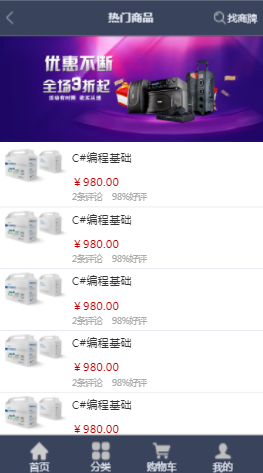 热门商品
找商牌
优惠不断
全场3折起
活动有时限 欲买从速
C#编程基础
￥980.00
2条评论 98%好评
C#编程基础
￥980.00
2条评论 98%好评
C#编程基础
￥980.00
2条评论 98%好评
C#编程基础
￥980.00
2条评论 98%好评
C#编程基础
￥980.00
首页 分类 购物车 我的